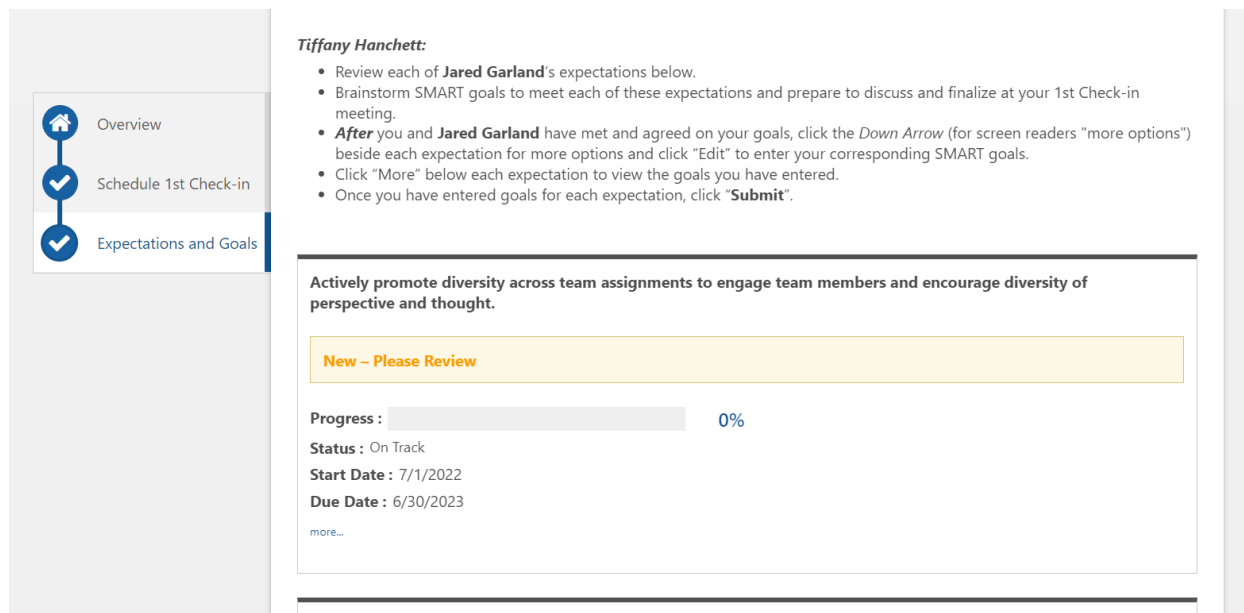 Tiffany Hanchett:
• Review each of Jared Garland's expectations below.
• Brainstorm SMART goals to meet each of these expectations and prepare to discuss and finalize at your 1st Check-in
meeting.
• After you and Jared Garland have met and agreed on your goals, click the Down Arrow (for screen readers "more options")
beside each expectation for more options and click "Edit" to enter your corresponding SMART goals.
• Click "More" below each expectation to view the goals you have entered.
• Once you have entered goals for each expectation, click "Submit".
Overview
Schedule 1st Check-in
Expectations and Goals
Actively promote diversity across team assignments to engage team members and encourage diversity of
perspective and thought.
New – Please Review
Progress : 0%
Status : On Track
Start Date : 7/1/2022
Due Date : 6/30/2023
more...